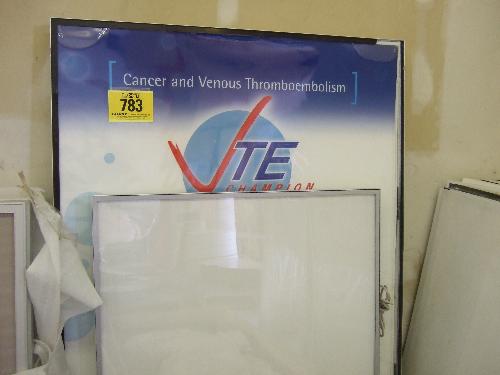 [ Cancer and Venous Thromboembolism ]
783
VTE
CHAMPION